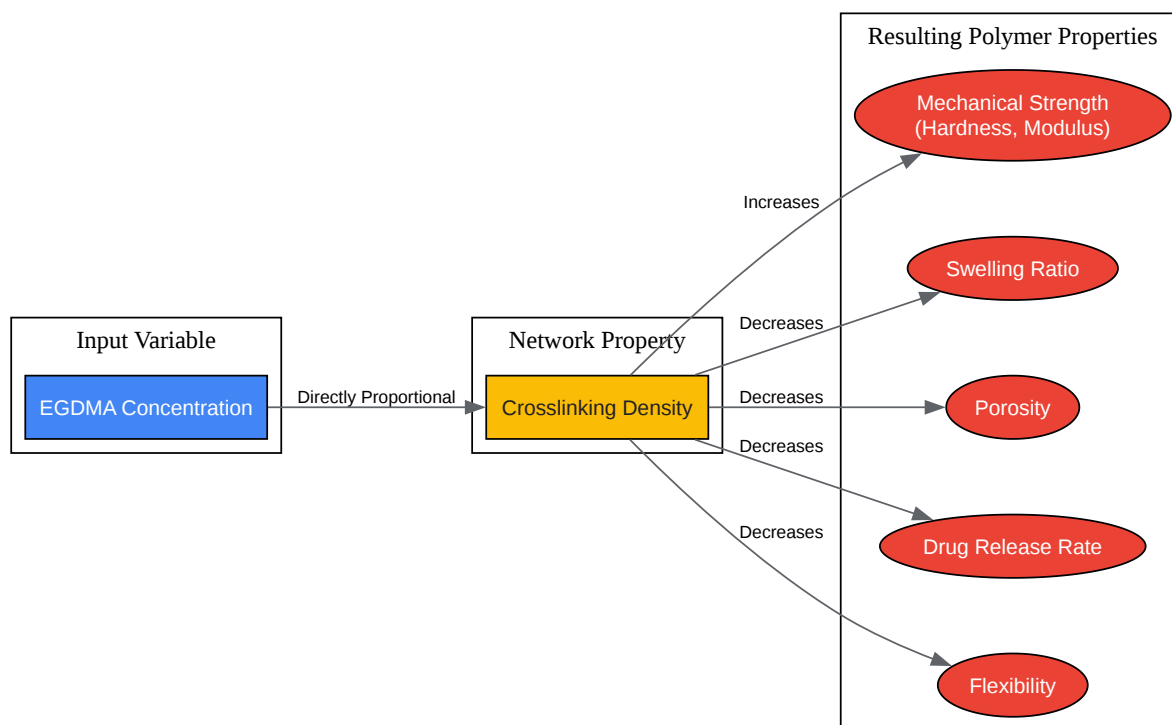 Input Variable
EGDMA Concentration
Directly Proportional
Network Property
Crosslinking Density
Increases
Decreases
Decreases
Decreases
Decreases
Resulting Polymer Properties
Mechanical Strength
(Hardness, Modulus)
Swelling Ratio
Porosity
Drug Release Rate
Flexibility